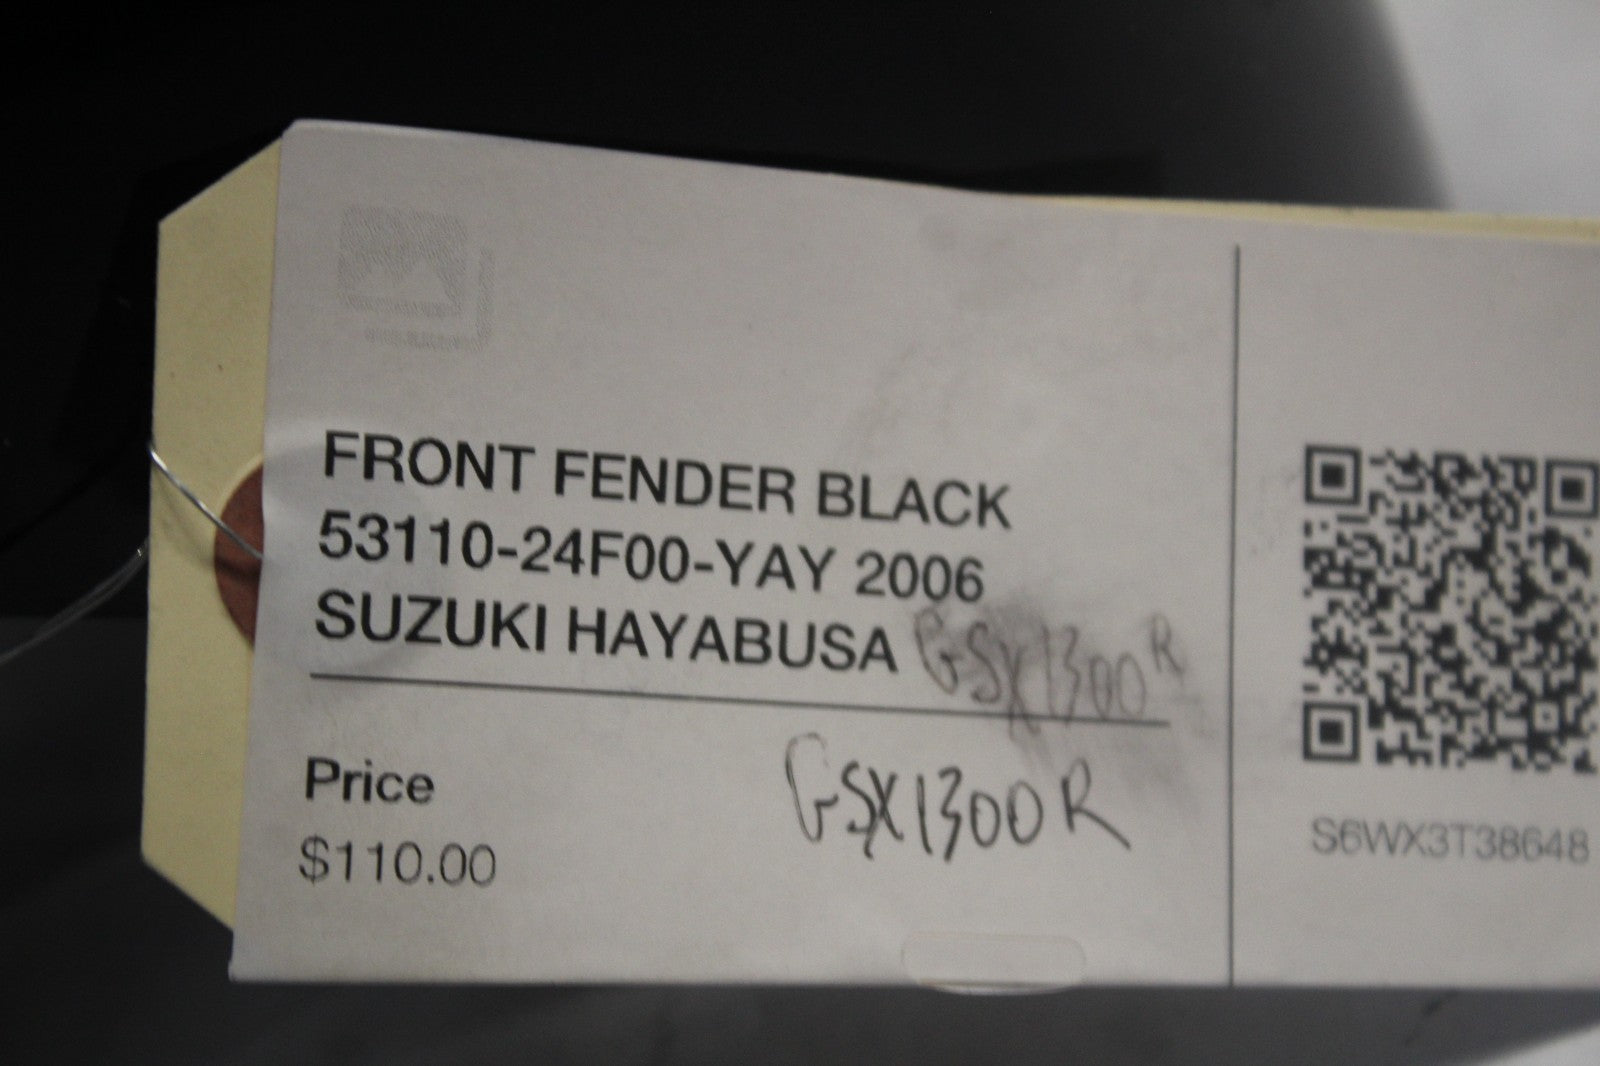 FRONT FENDER BLACK
53110-24F00-YAY 2006
SUZUKI HAYABUSA GSX1300R
Price
GSX1300R
$110.00
S6WX3T38648